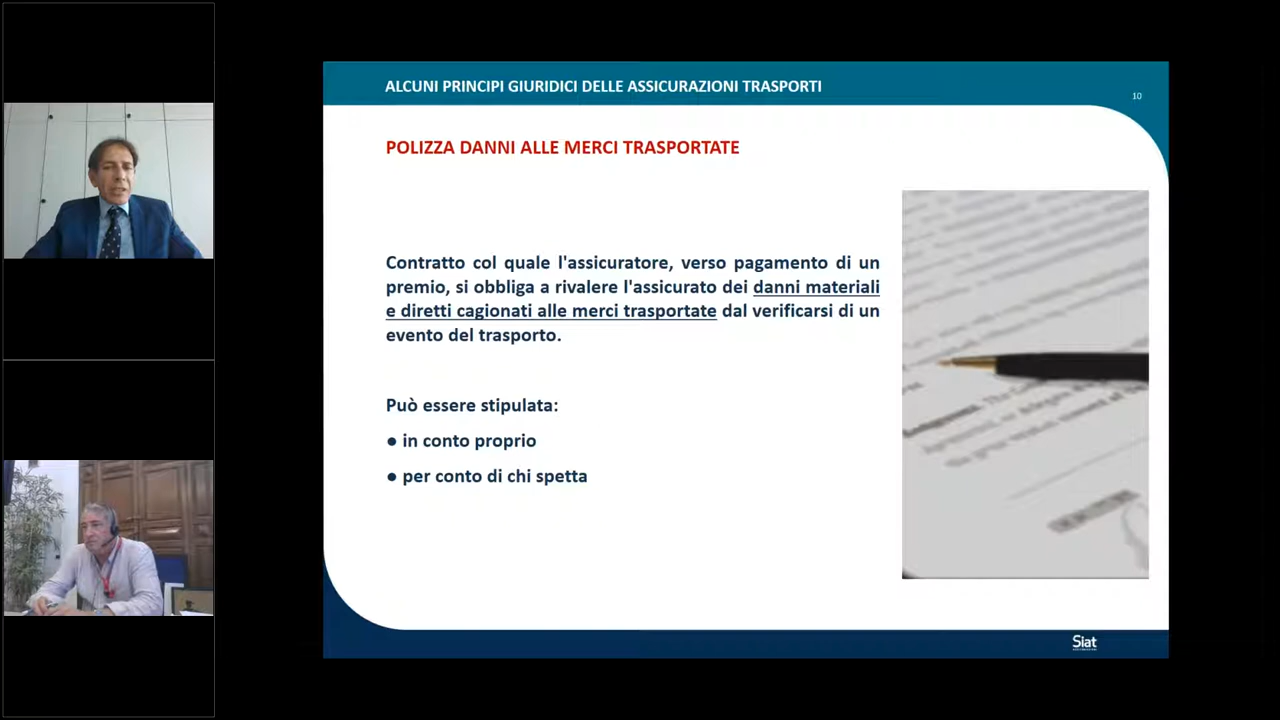 ALCUNI PRINCIPI GIURIDICI DELLE ASSICURAZIONI TRASPORTI
10
POLIZZA DANNI ALLE MERCI TRASPORTATE
Contratto col quale l'assicuratore, verso pagamento di un
premio, si obbliga a rivalere l'assicurato dei danni materiali
e diretti cagionati alle merci trasportate dal verificarsi di un
evento del trasporto.
Può essere stipulata:
● in conto proprio
● per conto di chi spetta
Siat